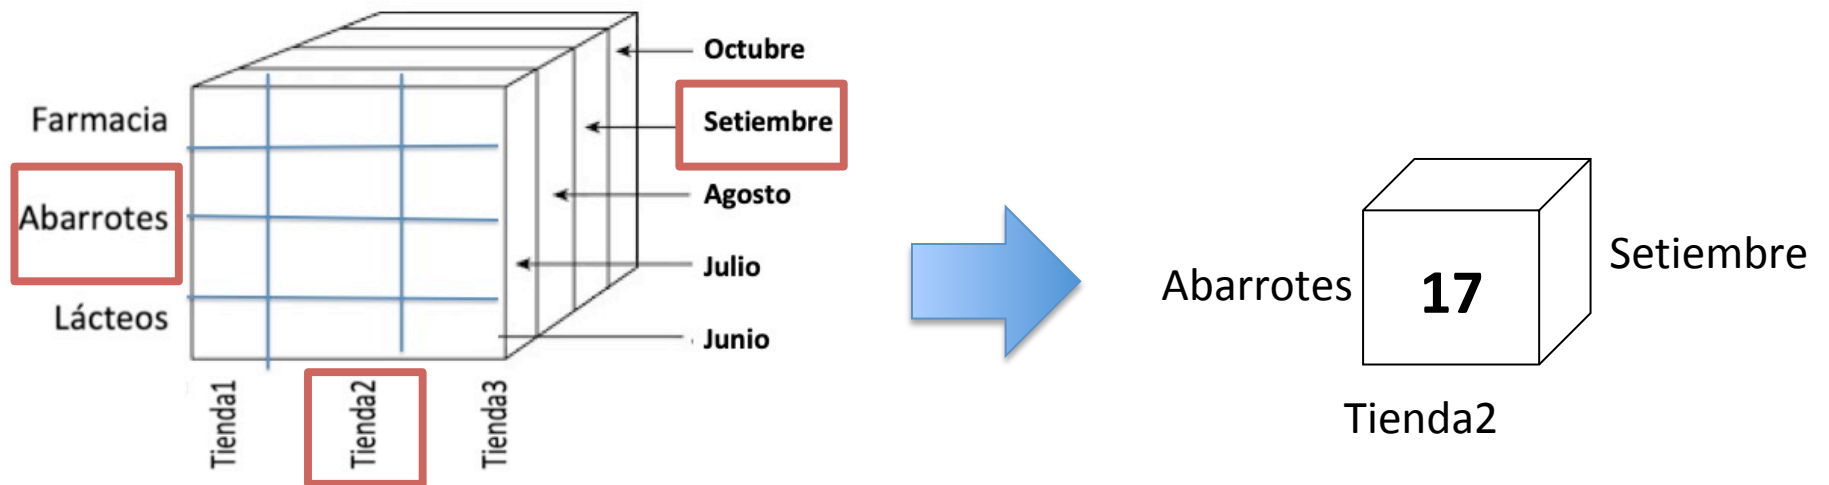 Farmacia
Abarrotes
Lácteos
Tienda1
Tienda2
Tienda3
Octubre
Setiembre
Agosto
Julio
Junio
Abarrotes
17
Setiembre
Tienda2